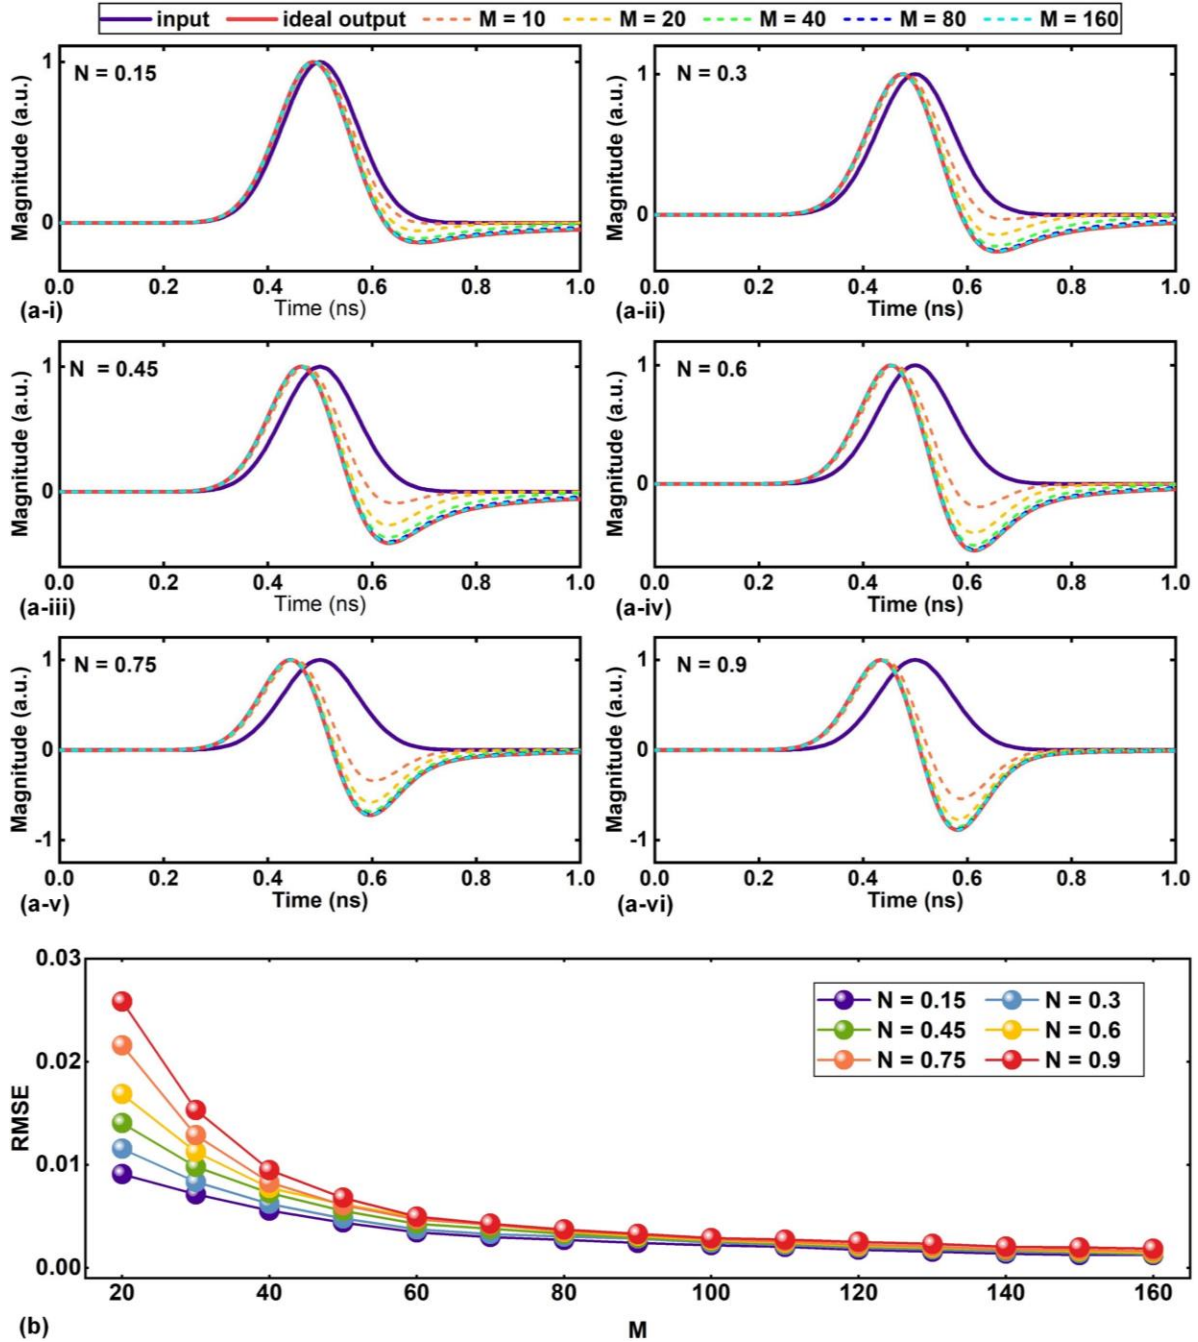 input ideal output M = 10 M = 20 M = 40 M = 80 M = 160
N = 0.15
1
0
Magnitude (a.u.)
0.0 0.2 0.4 0.6 0.8 1.0
(a-i) Time (ns)
N = 0.3
1
0
Magnitude (a.u.)
0.0 0.2 0.4 0.6 0.8 1.0
(a-ii) Time (ns)
N = 0.45
1
0
Magnitude (a.u.)
0.0 0.2 0.4 0.6 0.8 1.0
(a-iii) Time (ns)
N = 0.6
1
0
Magnitude (a.u.)
0.0 0.2 0.4 0.6 0.8 1.0
(a-iv) Time (ns)
N = 0.75
1
0
-1
Magnitude (a.u.)
0.0 0.2 0.4 0.6 0.8 1.0
(a-v) Time (ns)
N = 0.9
1
0
-1
Magnitude (a.u.)
0.0 0.2 0.4 0.6 0.8 1.0
(a-vi) Time (ns)
0.03
0.02
0.01
0.00
RMSE
N = 0.15 N = 0.3
N = 0.45 N = 0.6
N = 0.75 N = 0.9
20 40 60 80 100 120 140 160
(b) M